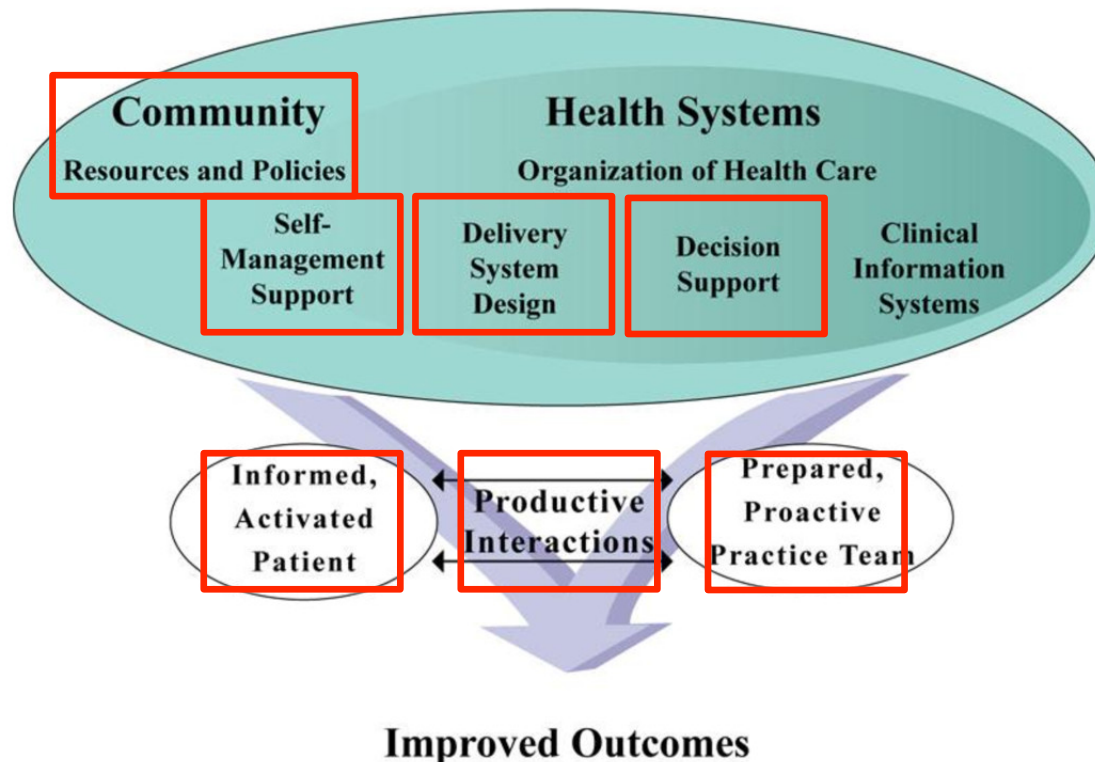 Community
Resources and Policies
Health Systems
Organization of Health Care
Self-
Management
Support
Delivery
System
Design
Decision
Support
Clinical
Information
Systems
Informed,
Activated
Patient
Productive
Interactions
Prepared,
Proactive
Practice Team
Improved Outcomes